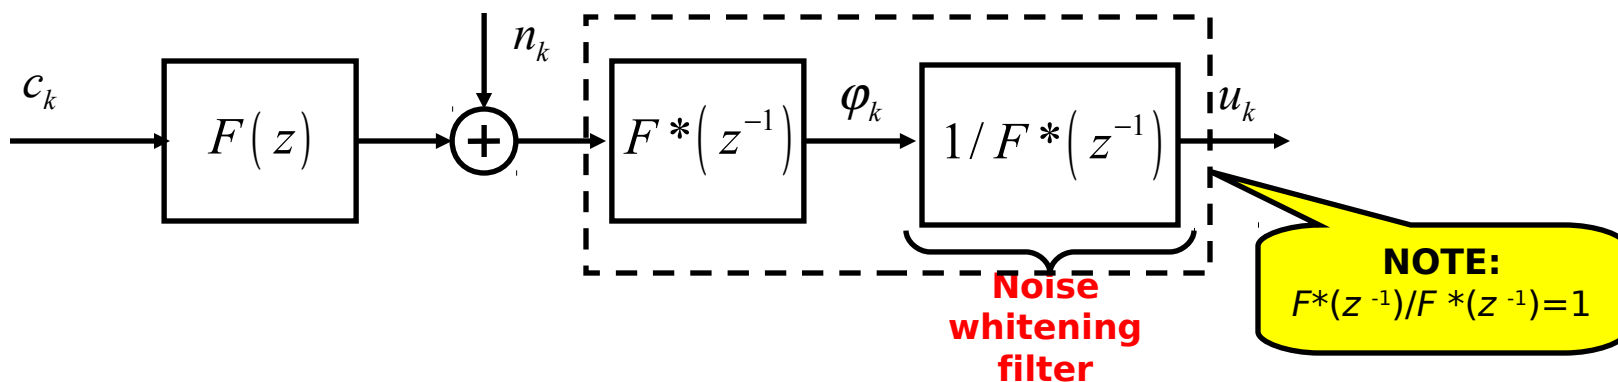 c_k
F(z)
n_k
+
F*(z⁻¹)
φ_k
1/F*(z⁻¹)
u_k
Noise
whitening
filter
NOTE:
F*(z ⁻¹)/F *(z ⁻¹)=1